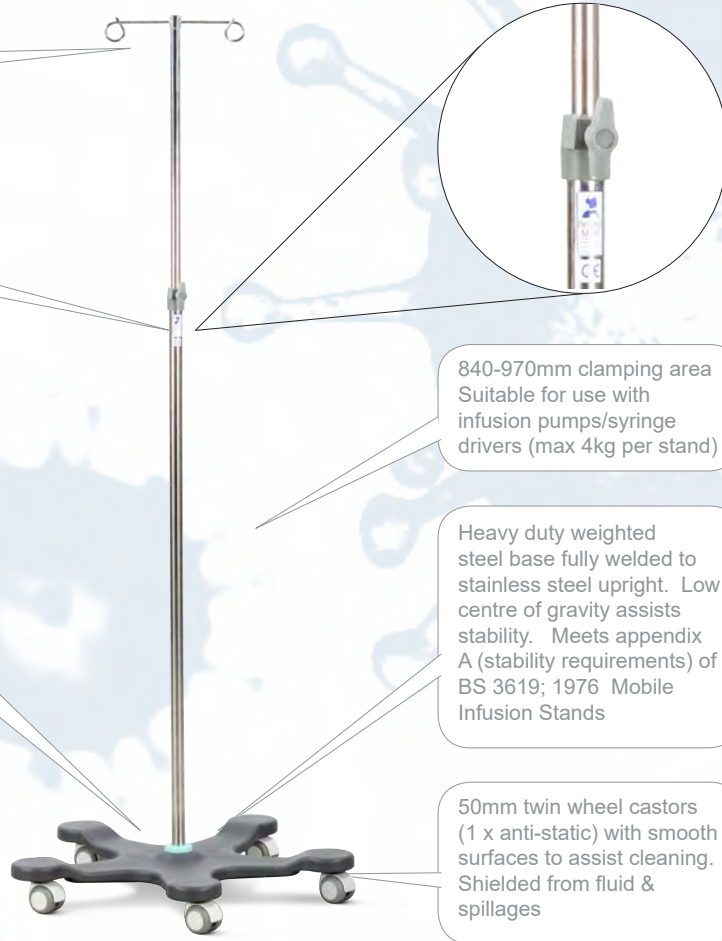 840-970mm clamping area
Suitable for use with
infusion pumps/syringe
drivers (max 4kg per stand)
Heavy duty weighted
steel base fully welded to
stainless steel upright. Low
centre of gravity assists
stability. Meets appendix
A (stability requirements) of
BS 3619; 1976 Mobile
Infusion Stands
50mm twin wheel castors
(1 x anti-static) with smooth
surfaces to assist cleaning.
Shielded from fluid &
spillages
CE